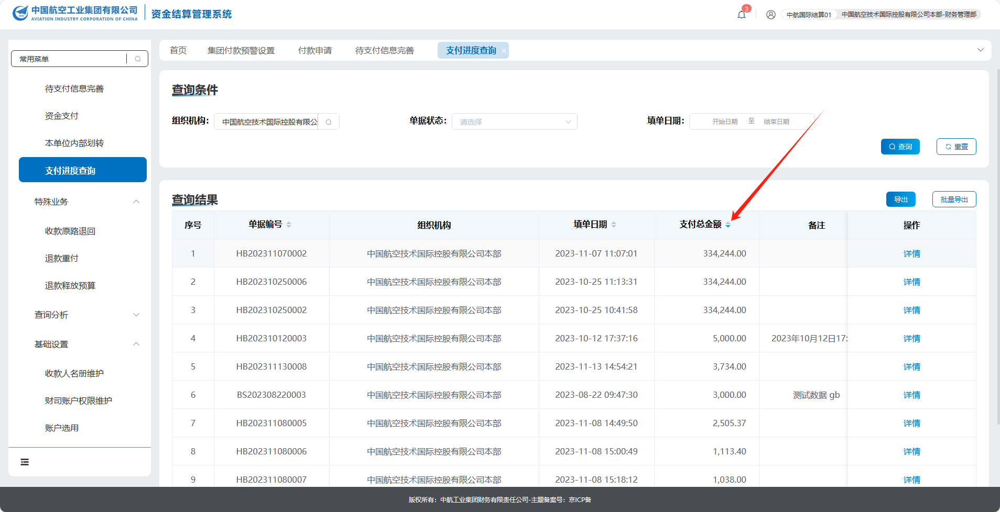 中国航空工业集团有限公司
AVIATION INDUSTRY CORPORATION OF CHINA
资金结算管理系统
3
中航国际结算01 中国航空技术国际控股有限公司本部-财务管理部
常用菜单
待支付信息完善
资金支付
本单位内部划转
支付进度查询
特殊业务
收款原路退回
退款重付
退款释放预算
查询分析
基础设置
收款人名册维护
财司账户权限维护
账户选用
首页 集团付款预警设置 付款申请 待支付信息完善 支付进度查询
查询条件
组织机构: 中国航空技术国际控股有限公 单据状态: 请选择 填单日期: 开始日期 至 结束日期
查询 重置
查询结果
导出 批量导出
序号 单据编号 组织机构 填单日期 支付总金额 备注 操作
1 HB202311070002 中国航空技术国际控股有限公司本部 2023-11-07 11:07:01 334,244.00 详情
2 HB202310250006 中国航空技术国际控股有限公司本部 2023-10-25 11:13:31 334,244.00 详情
3 HB202310250002 中国航空技术国际控股有限公司本部 2023-10-25 10:41:58 334,244.00 详情
4 HB202310120003 中国航空技术国际控股有限公司本部 2023-10-12 17:37:16 5,000.00 2023年10月12日17: 详情
5 HB202311130008 中国航空技术国际控股有限公司本部 2023-11-13 14:54:21 3,734.00 详情
6 BS202308220003 中国航空技术国际控股有限公司本部 2023-08-22 09:47:30 3,000.00 测试数据 gb 详情
7 HB202311080005 中国航空技术国际控股有限公司本部 2023-11-08 14:49:50 2,505.37 详情
8 HB202311080006 中国航空技术国际控股有限公司本部 2023-11-08 15:00:49 1,113.40 详情
9 HB202311080007 中国航空技术国际控股有限公司本部 2023-11-08 15:18:12 1,038.00 详情
版权所有：中航工业集团财务有限责任公司-主题备案号：京ICP备